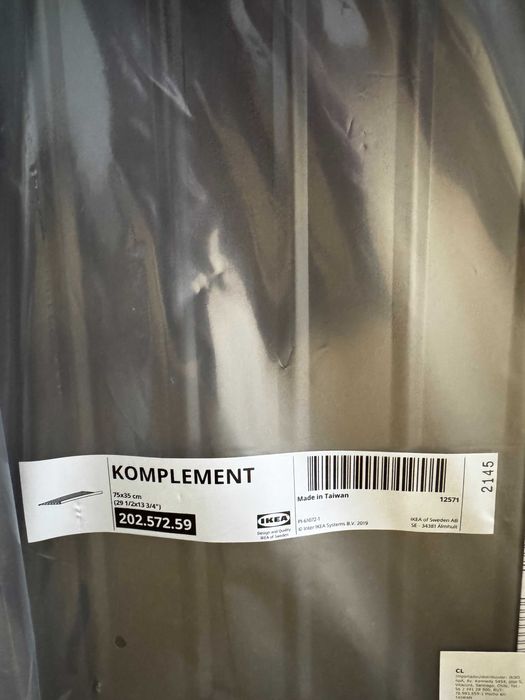 KOMPLEMENT
75x35 cm
(29 1/2x13 3/4")
202.572.59
IKEA
Design and Quality
IKEA of Sweden
Made in Taiwan
12571
© Inter IKEA Systems B.V. 2019
IKEA of Sweden AB
SE - 34381 Älmhult
2145
CL